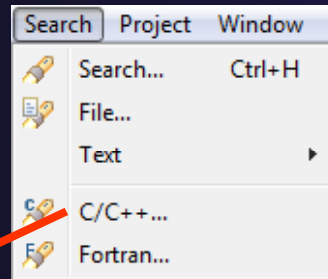 Search Project Window
Search... Ctrl+H
File...
Text
C/C++...
Fortran...